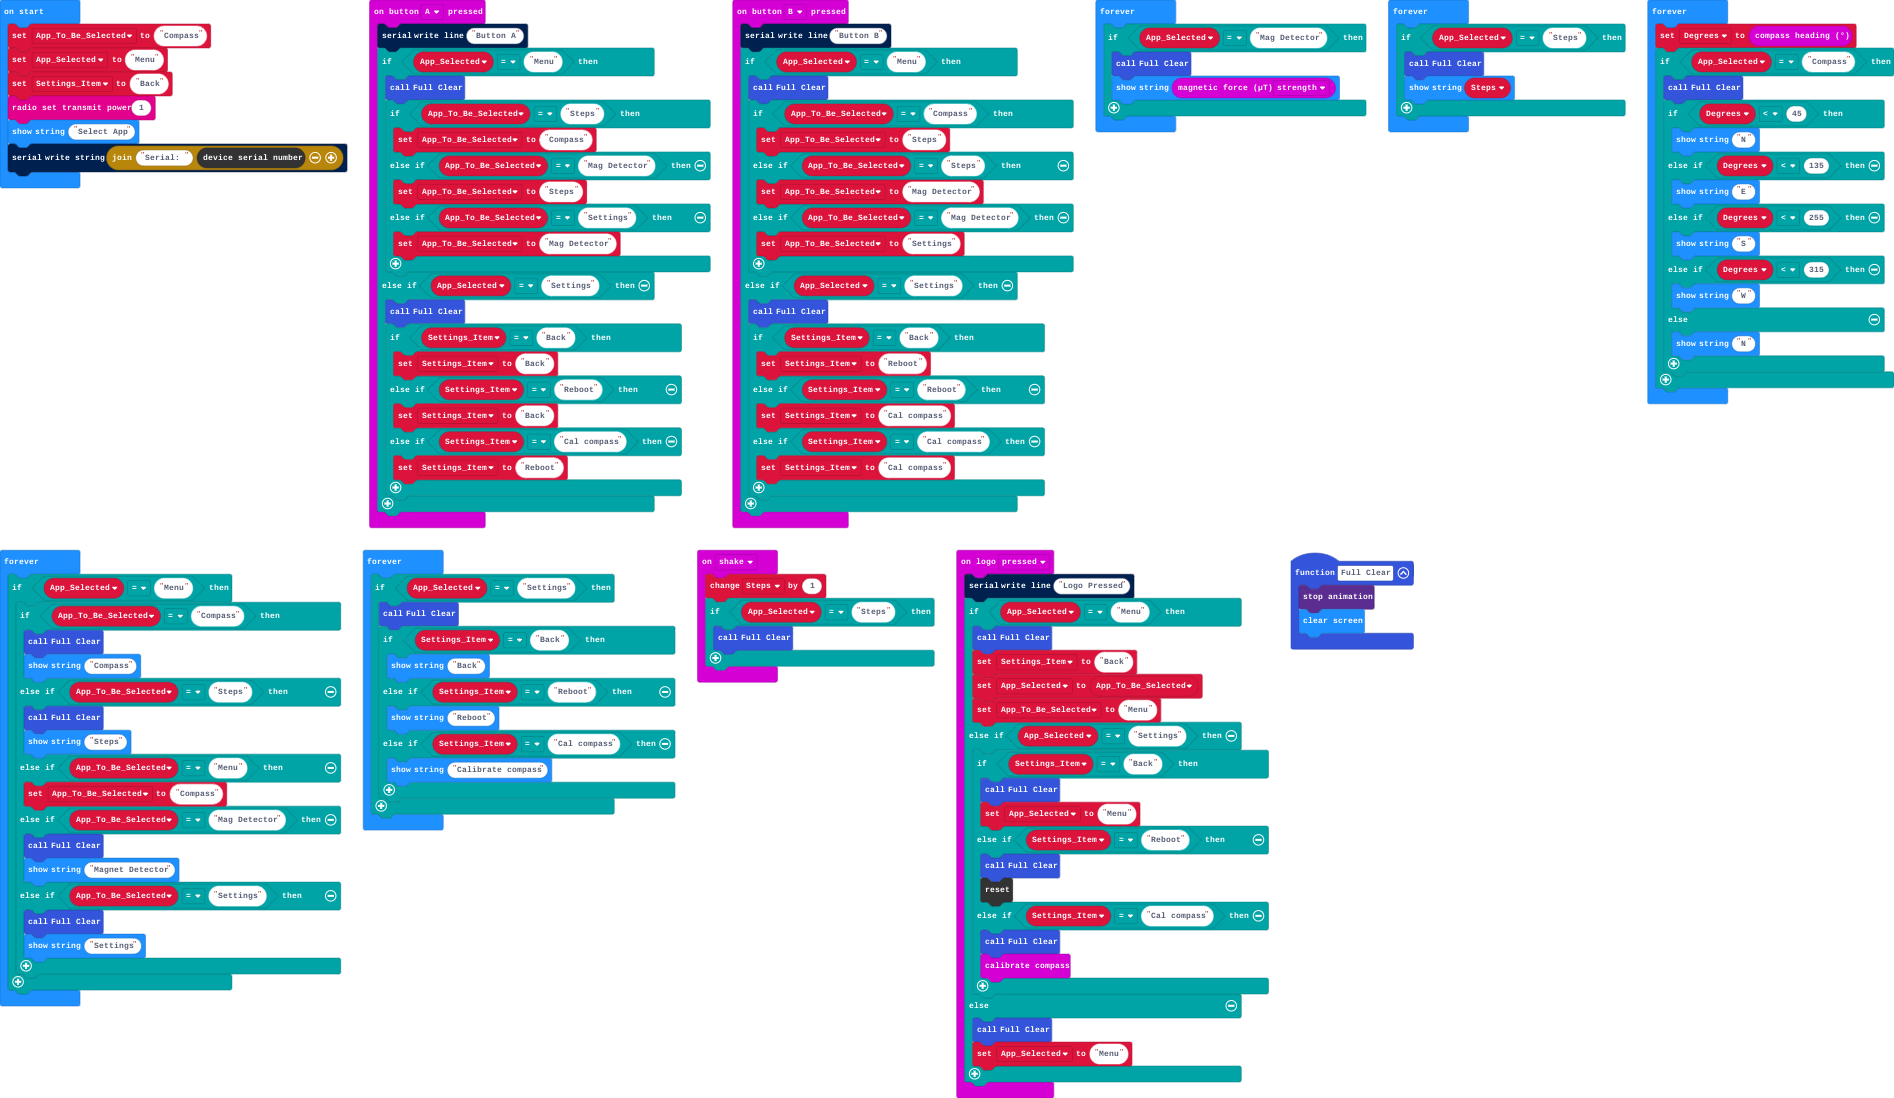 on start
set App_To_Be_Selected to "Compass"
set App_Selected to "Menu"
set Settings_Item to "Back"
radio set transmit power 1
show string "Select App"
serial write string join "Serial: " device serial number
on button A pressed
serial write line "Button A"
if App_Selected = "Menu" then
call Full Clear
if App_To_Be_Selected = "Steps" then
set App_To_Be_Selected to "Compass"
else if App_To_Be_Selected = "Mag Detector" then
set App_To_Be_Selected to "Steps"
else if App_To_Be_Selected = "Settings" then
set App_To_Be_Selected to "Mag Detector"
else if App_Selected = "Settings" then
call Full Clear
if Settings_Item = "Back" then
set Settings_Item to "Back"
else if Settings_Item = "Reboot" then
set Settings_Item to "Back"
else if Settings_Item = "Cal compass" then
set Settings_Item to "Reboot"
on button B pressed
serial write line "Button B"
if App_Selected = "Menu" then
call Full Clear
if App_To_Be_Selected = "Compass" then
set App_To_Be_Selected to "Steps"
else if App_To_Be_Selected = "Steps" then
set App_To_Be_Selected to "Mag Detector"
else if App_To_Be_Selected = "Mag Detector" then
set App_To_Be_Selected to "Settings"
else if App_Selected = "Settings" then
call Full Clear
if Settings_Item = "Back" then
set Settings_Item to "Reboot"
else if Settings_Item = "Reboot" then
set Settings_Item to "Cal compass"
else if Settings_Item = "Cal compass" then
set Settings_Item to "Cal compass"
forever
if App_Selected = "Mag Detector" then
call Full Clear
show string magnetic force (µT) strength
forever
if App_Selected = "Steps" then
call Full Clear
show string Steps
forever
set Degrees to compass heading (°)
if App_Selected = "Compass" then
call Full Clear
if Degrees < 45 then
show string "N"
else if Degrees < 135 then
show string "E"
else if Degrees < 255 then
show string "S"
else if Degrees < 315 then
show string "W"
else
show string "N"
forever
if App_Selected = "Menu" then
if App_To_Be_Selected = "Compass" then
call Full Clear
show string "Compass"
else if App_To_Be_Selected = "Steps" then
call Full Clear
show string "Steps"
else if App_To_Be_Selected = "Menu" then
set App_To_Be_Selected to "Compass"
else if App_To_Be_Selected = "Mag Detector" then
call Full Clear
show string "Magnet Detector"
else if App_To_Be_Selected = "Settings" then
call Full Clear
show string "Settings"
forever
if App_Selected = "Settings" then
call Full Clear
if Settings_Item = "Back" then
show string "Back"
else if Settings_Item = "Reboot" then
show string "Reboot"
else if Settings_Item = "Cal compass" then
show string "Calibrate compass"
on shake
change Steps by 1
if App_Selected = "Steps" then
call Full Clear
on logo pressed
serial write line "Logo Pressed"
if App_Selected = "Menu" then
call Full Clear
set Settings_Item to "Back"
set App_Selected to App_To_Be_Selected
set App_To_Be_Selected to "Menu"
else if App_Selected = "Settings" then
if Settings_Item = "Back" then
call Full Clear
set App_Selected to "Menu"
else if Settings_Item = "Reboot" then
call Full Clear
reset
else if Settings_Item = "Cal compass" then
call Full Clear
calibrate compass
else
call Full Clear
set App_Selected to "Menu"
function Full Clear
stop animation
clear screen